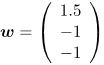 w = ( 1.5
-1
-1 )